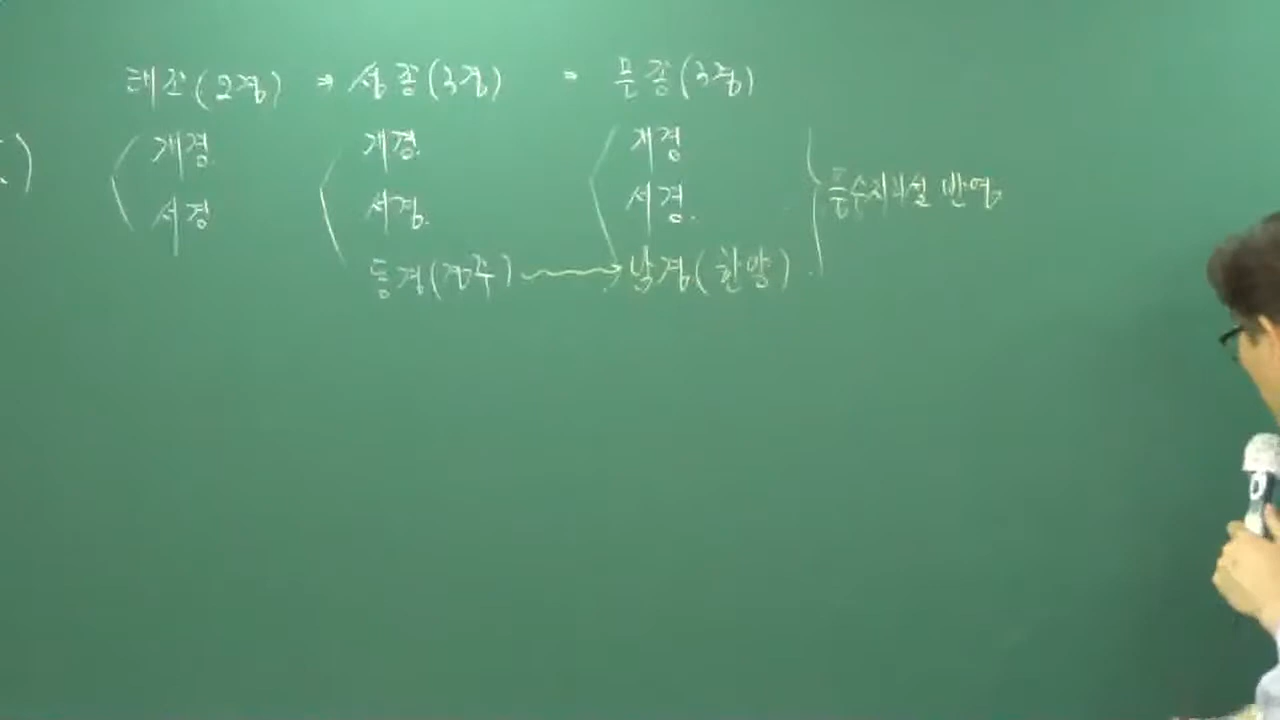 태조(2경) → 성종(3경) → 문종(3경)
개경 개경 개경
서경 서경 서경 풍수지리설 반영
동경(경주) → 남경(한양)